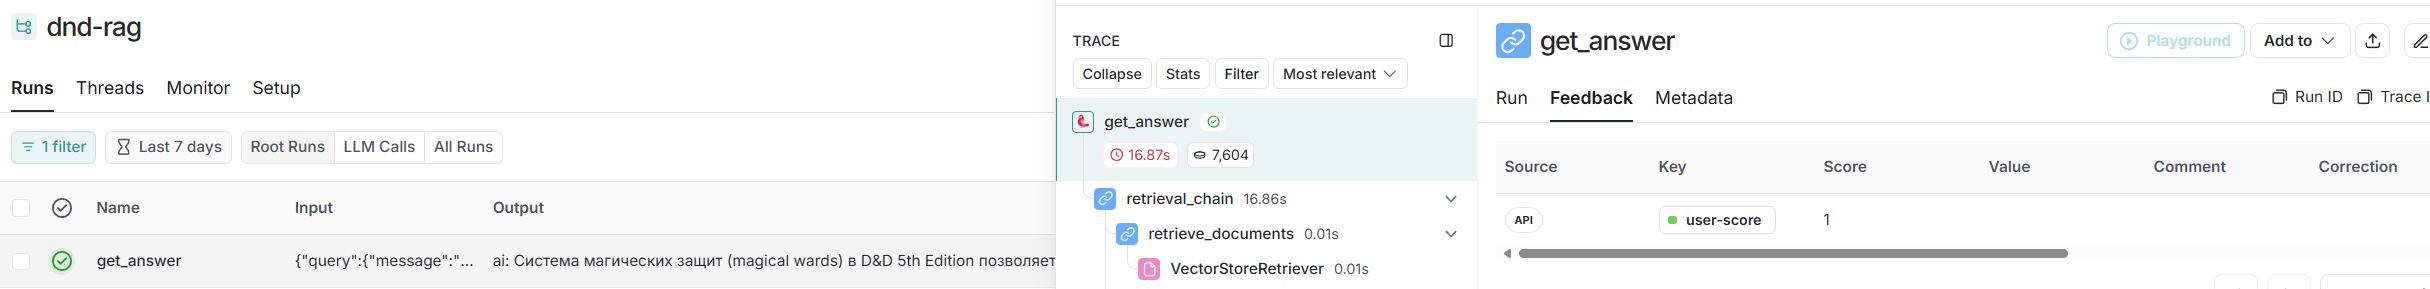 dnd-rag
Runs Threads Monitor Setup
1 filter Last 7 days Root Runs LLM Calls All Runs
Name Input Output
get_answer {"query":{"message":"... ai: Система магических защит (magical wards) в D&D 5th Edition позволяет
TRACE
Collapse Stats Filter Most relevant
get_answer
16.87s 7,604
retrieval_chain 16.86s
retrieve_documents 0.01s
VectorStoreRetriever 0.01s
get_answer Playground Add to
Run Feedback Metadata Run ID Trace I
Source Key Score Value Comment Correction
API user-score 1